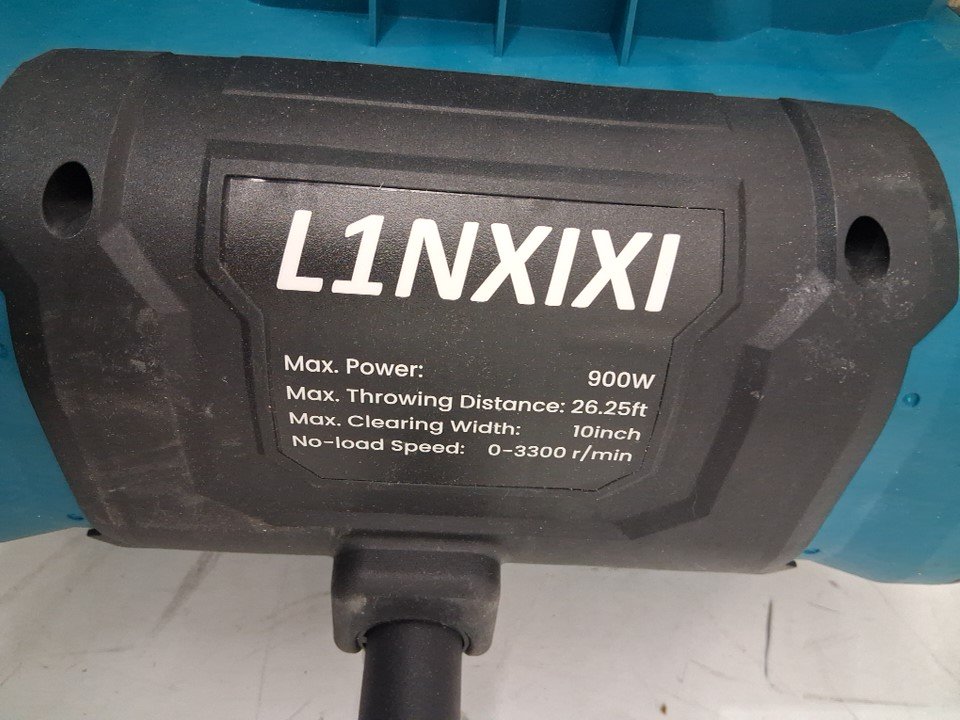 L1NXIXI
Max. Power: 900W
Max. Throwing Distance: 26.25ft
Max. Clearing Width: 10inch
No-load Speed: 0-3300 r/min